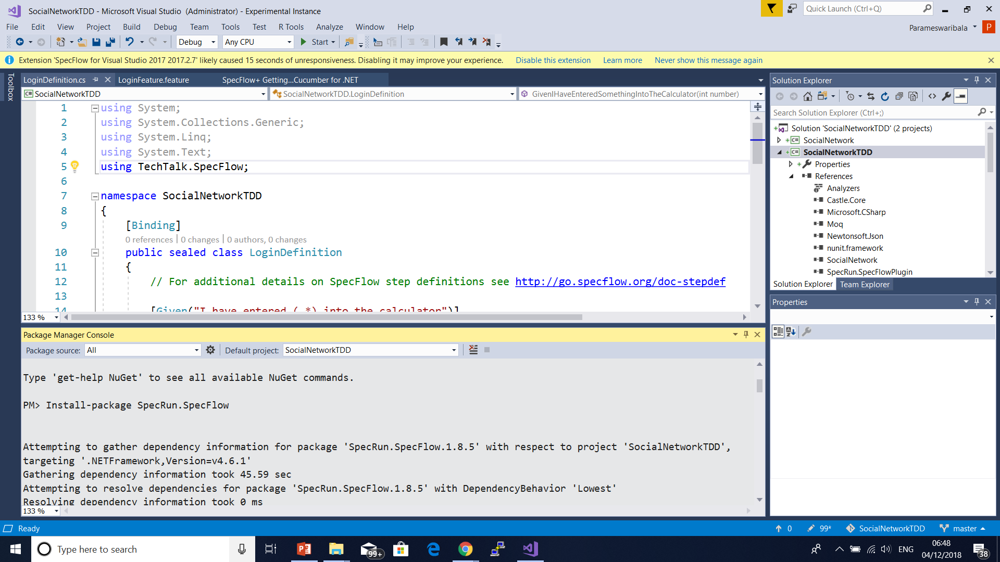 SocialNetworkTDD - Microsoft Visual Studio  (Administrator) - Experimental Instance
Quick Launch (Ctrl+Q)
File Edit View Project Build Debug Team Tools Test R Tools Analyze Window Help
Parameswaribala P
Debug Any CPU Start
Extension 'SpecFlow for Visual Studio 2017 2017.2.7' likely caused 15 seconds of unresponsiveness. Disabling it may improve your experience. Disable this extension Learn more Never show this message again
Toolbox
LoginDefinition.cs LoginFeature.feature SpecFlow+ Getting...Cucumber for .NET
SocialNetworkTDD SocialNetworkTDD.LoginDefinition GivenIHaveEnteredSomethingIntoTheCalculator(int number)
1 using System;
2 using System.Collections.Generic;
3 using System.Linq;
4 using System.Text;
5 using TechTalk.SpecFlow;
6
7 namespace SocialNetworkTDD
8 {
9 [Binding]
0 references | 0 changes | 0 authors, 0 changes
10 public sealed class LoginDefinition
11 {
12 // For additional details on SpecFlow step definitions see http://go.specflow.org/doc-stepdef
13
14 [Given("I have entered (.*) into the calculator")]
133 %
Solution Explorer
Search Solution Explorer (Ctrl+;)
Solution 'SocialNetworkTDD' (2 projects)
SocialNetwork
SocialNetworkTDD
Properties
References
Analyzers
Castle.Core
Microsoft.CSharp
Moq
Newtonsoft.Json
nunit.framework
SocialNetwork
SpecRun.SpecFlowPlugin
Solution Explorer Team Explorer
Properties
Package Manager Console
Package source: All Default project: SocialNetworkTDD
Type 'get-help NuGet' to see all available NuGet commands.
PM> Install-package SpecRun.SpecFlow
Attempting to gather dependency information for package 'SpecRun.SpecFlow.1.8.5' with respect to project 'SocialNetworkTDD',
targeting '.NETFramework,Version=v4.6.1'
Gathering dependency information took 45.59 sec
Attempting to resolve dependencies for package 'SpecRun.SpecFlow.1.8.5' with DependencyBehavior 'Lowest'
Resolving dependency information took 0 ms
133 %
Ready 0 99* SocialNetworkTDD master
Type here to search 99+ ENG 06:48
04/12/2018 38